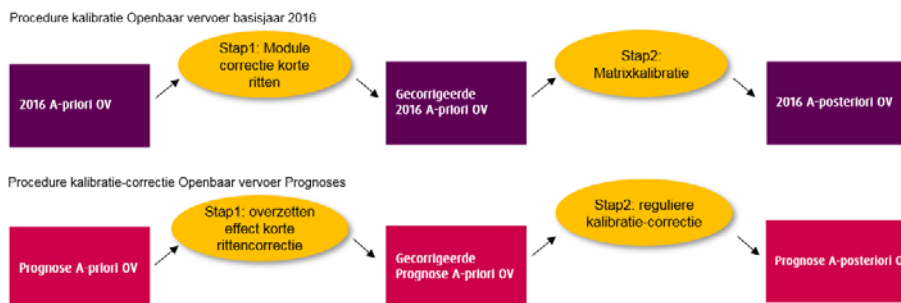 Procedure kalibratie Openbaar vervoer basisjaar 2016
Stap1: Module
correctie korte
ritten
Stap2:
Matrixkalibratie
2016 A-priori OV
Gecorrigeerde
2016 A-priori OV
2016 A-posteriori OV
Procedure kalibratie-correctie Openbaar vervoer Prognoses
Stap1: overzetten
effect korte
rittencorrectie
Stap2: reguliere
kalibratie-correctie
Prognose A-priori OV
Gecorrigeerde
Prognose A-priori OV
Prognose A-posteriori O